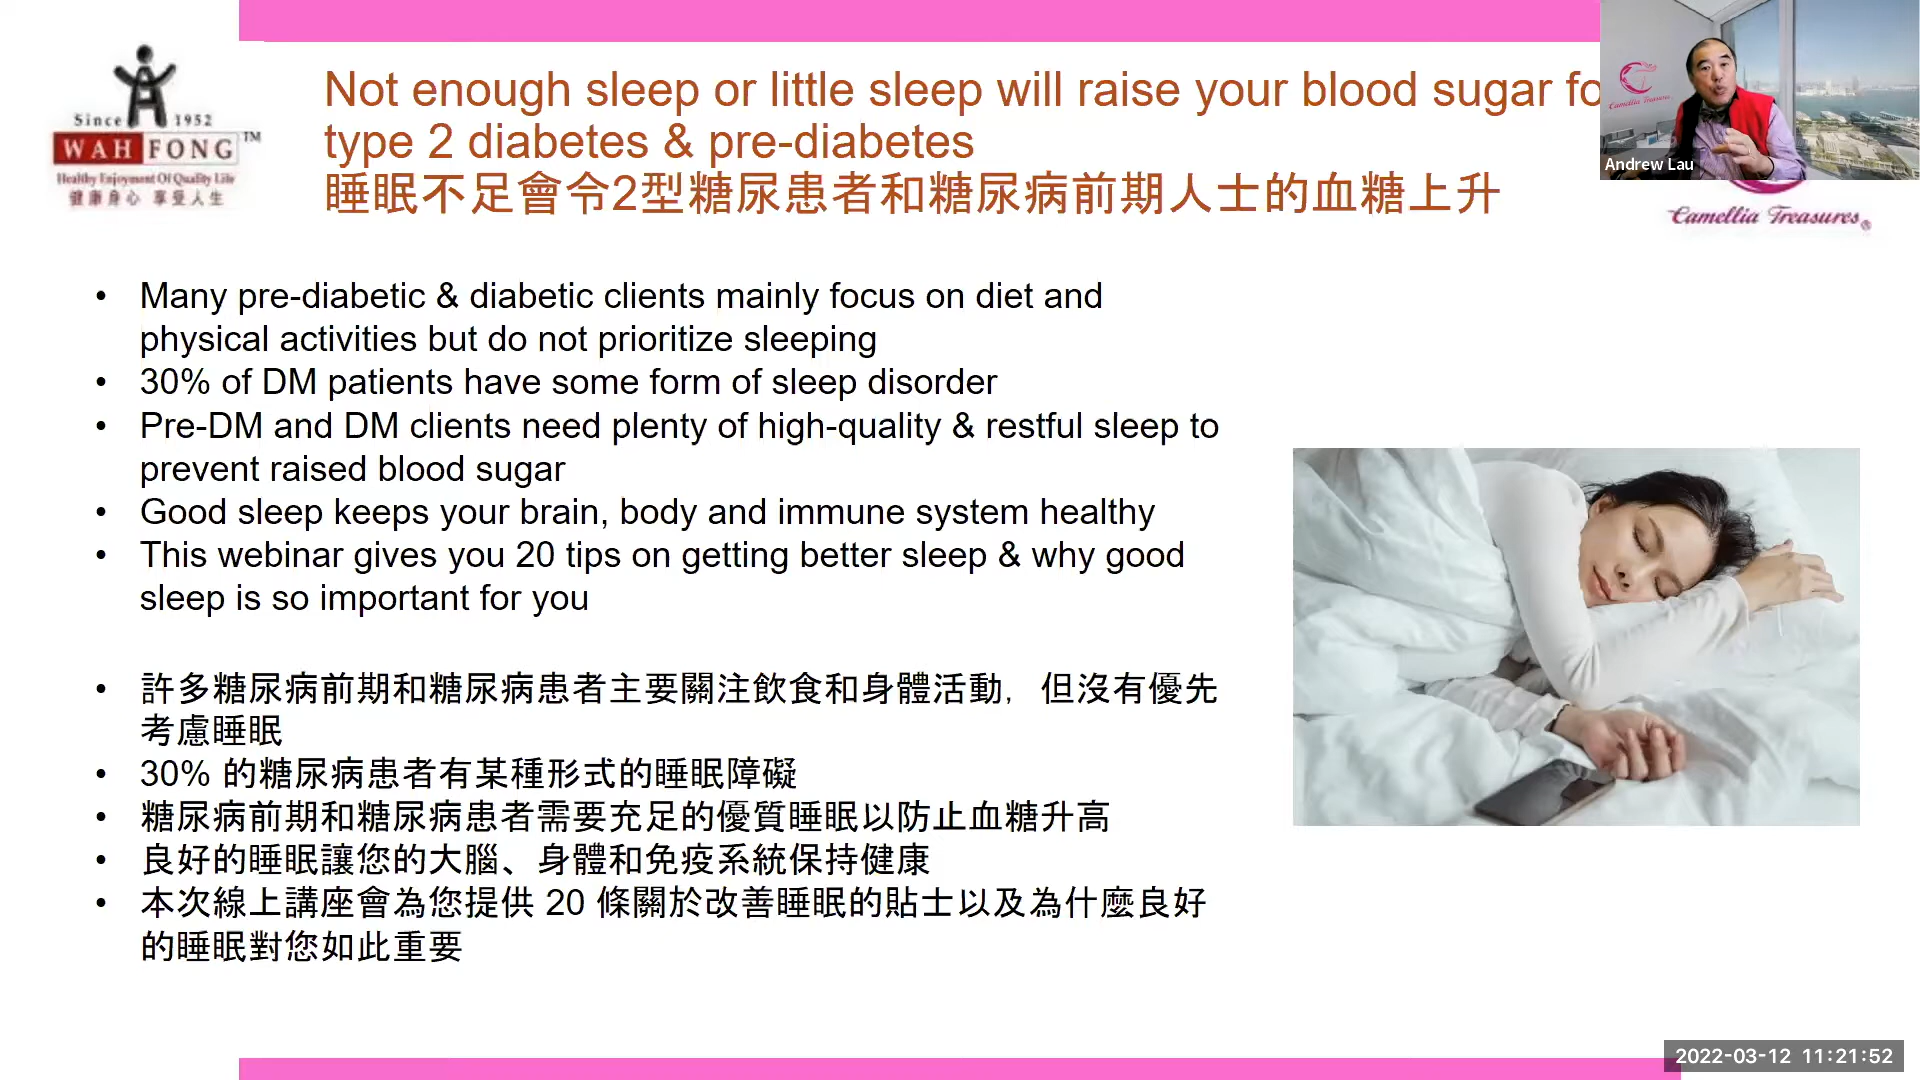 Since 1952
WAH FONG TM
Healthy Enjoyment Of Quality Life
健康身心 享受人生
Not enough sleep or little sleep will raise your blood sugar fo
type 2 diabetes & pre-diabetes
睡眠不足會令2型糖尿患者和糖尿病前期人士的血糖上升
Camellia Treasures
Andrew Lau
Camellia Treasures®
• Many pre-diabetic & diabetic clients mainly focus on diet and
physical activities but do not prioritize sleeping
• 30% of DM patients have some form of sleep disorder
• Pre-DM and DM clients need plenty of high-quality & restful sleep to
prevent raised blood sugar
• Good sleep keeps your brain, body and immune system healthy
• This webinar gives you 20 tips on getting better sleep & why good
sleep is so important for you
• 許多糖尿病前期和糖尿病患者主要關注飲食和身體活動，但沒有優先
考慮睡眠
• 30% 的糖尿病患者有某種形式的睡眠障礙
• 糖尿病前期和糖尿病患者需要充足的優質睡眠以防止血糖升高
• 良好的睡眠讓您的大腦、身體和免疫系統保持健康
• 本次線上講座會為您提供 20 條關於改善睡眠的貼士以及為什麼良好
的睡眠對您如此重要
2022-03-12 11:21:52